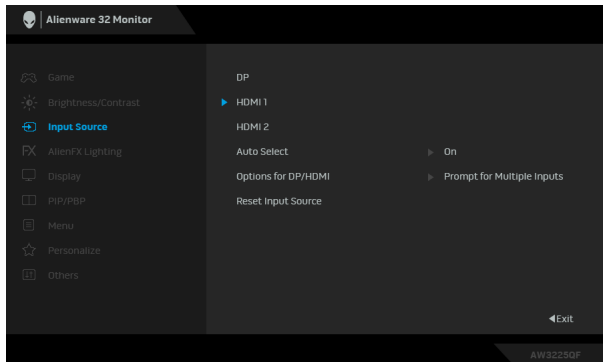 Alienware 32 Monitor
Game
DP
Brightness/Contrast
HDMI 1
Input Source
HDMI 2
AlienFX Lighting
Auto Select
On
Display
Options for DP/HDMI
Prompt for Multiple Inputs
PIP/PBP
Reset Input Source
Menu
Personalize
Others
Exit
AW3225QF